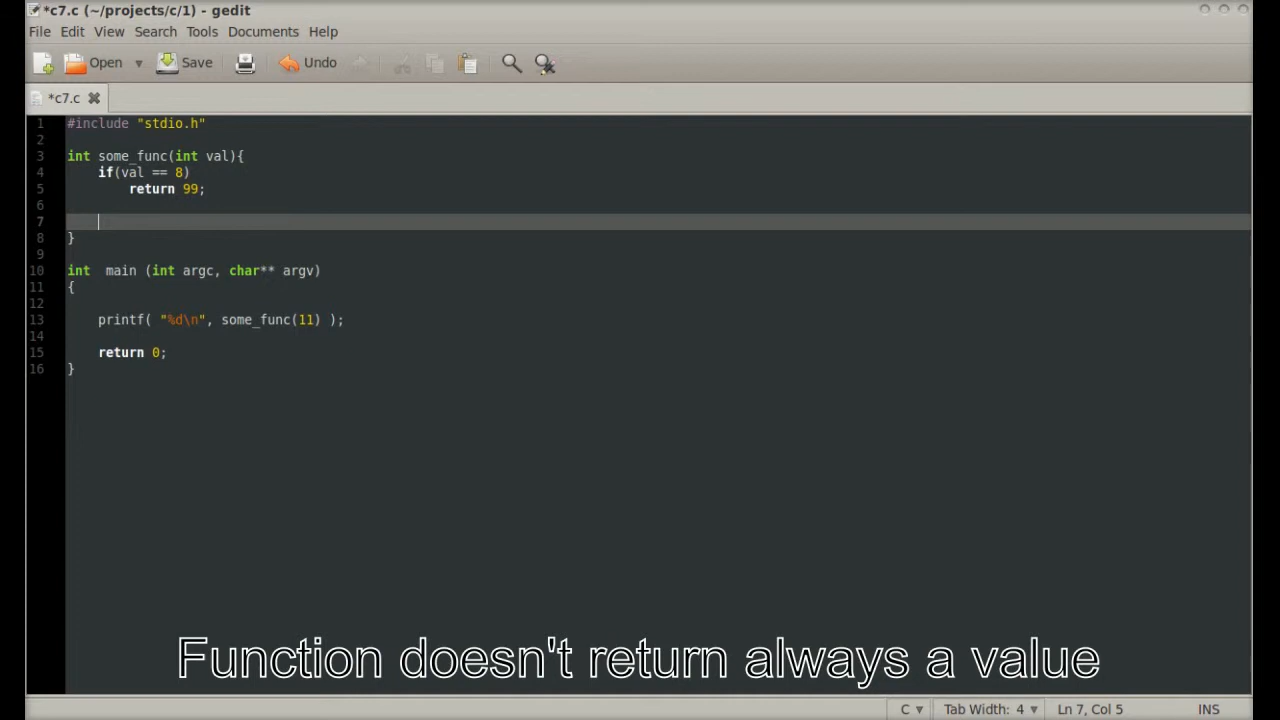 *c7.c (~/projects/c/1) - gedit
File Edit View Search Tools Documents Help
Open Save Undo
*c7.c
1 #include "stdio.h"
2
3 int some_func(int val){
4 if(val == 8)
5 return 99;
6
7
8 }
9
10 int  main (int argc, char** argv)
11 {
12
13 printf( "%d\n", some_func(11) );
14
15 return 0;
16 }
Function doesn't return always a value
C Tab Width: 4 Ln 7, Col 5 INS